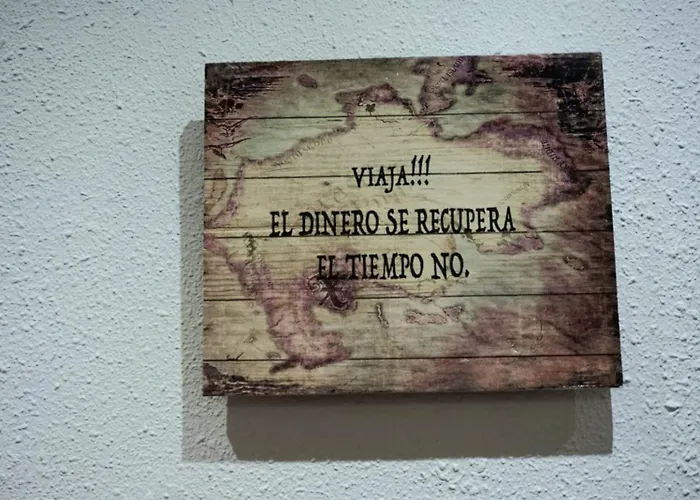 VIAJA!!!
EL DINERO SE RECUPERA
EL TIEMPO NO.